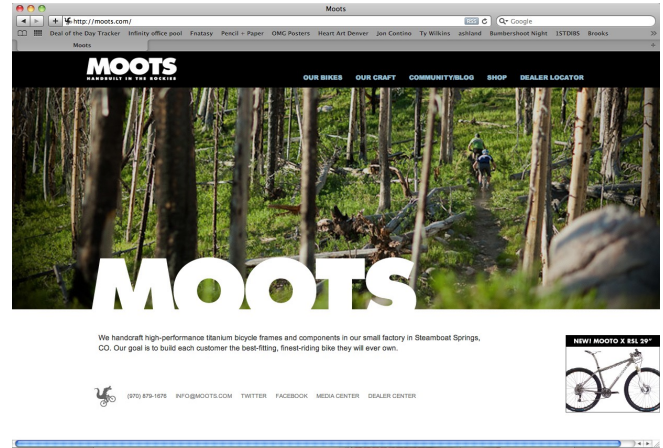 Moots
http://moots.com/
RSS
Google
Deal of the Day Tracker Infinity office pool Fnatasy Pencil + Paper OMG Posters Heart Art Denver Jon Contino Ty Wilkins ashland Bumbershoot Night 1STDIBS Brooks
Moots
MOOTS
HANDBUILT IN THE ROCKIES
OUR BIKES OUR CRAFT COMMUNITY/BLOG SHOP DEALER LOCATOR
MOOTS
We handcraft high-performance titanium bicycle frames and components in our small factory in Steamboat Springs,
CO. Our goal is to build each customer the best-fitting, finest-riding bike they will ever own.
NEW! MOOTO X RSL 29"
(970) 879-1676 INFO@MOOTS.COM TWITTER FACEBOOK MEDIA CENTER DEALER CENTER